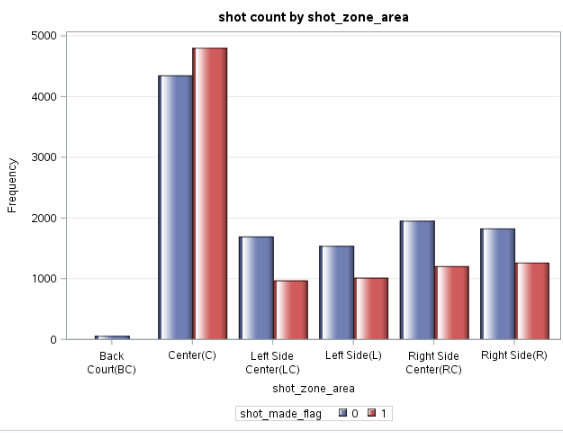 shot count by shot_zone_area
5000
4000
3000
2000
1000
0
Frequency
Back
Court(BC)
Center(C)
Left Side
Center(LC)
Left Side(L)
Right Side
Center(RC)
Right Side(R)
shot_zone_area
shot_made_flag 0 1